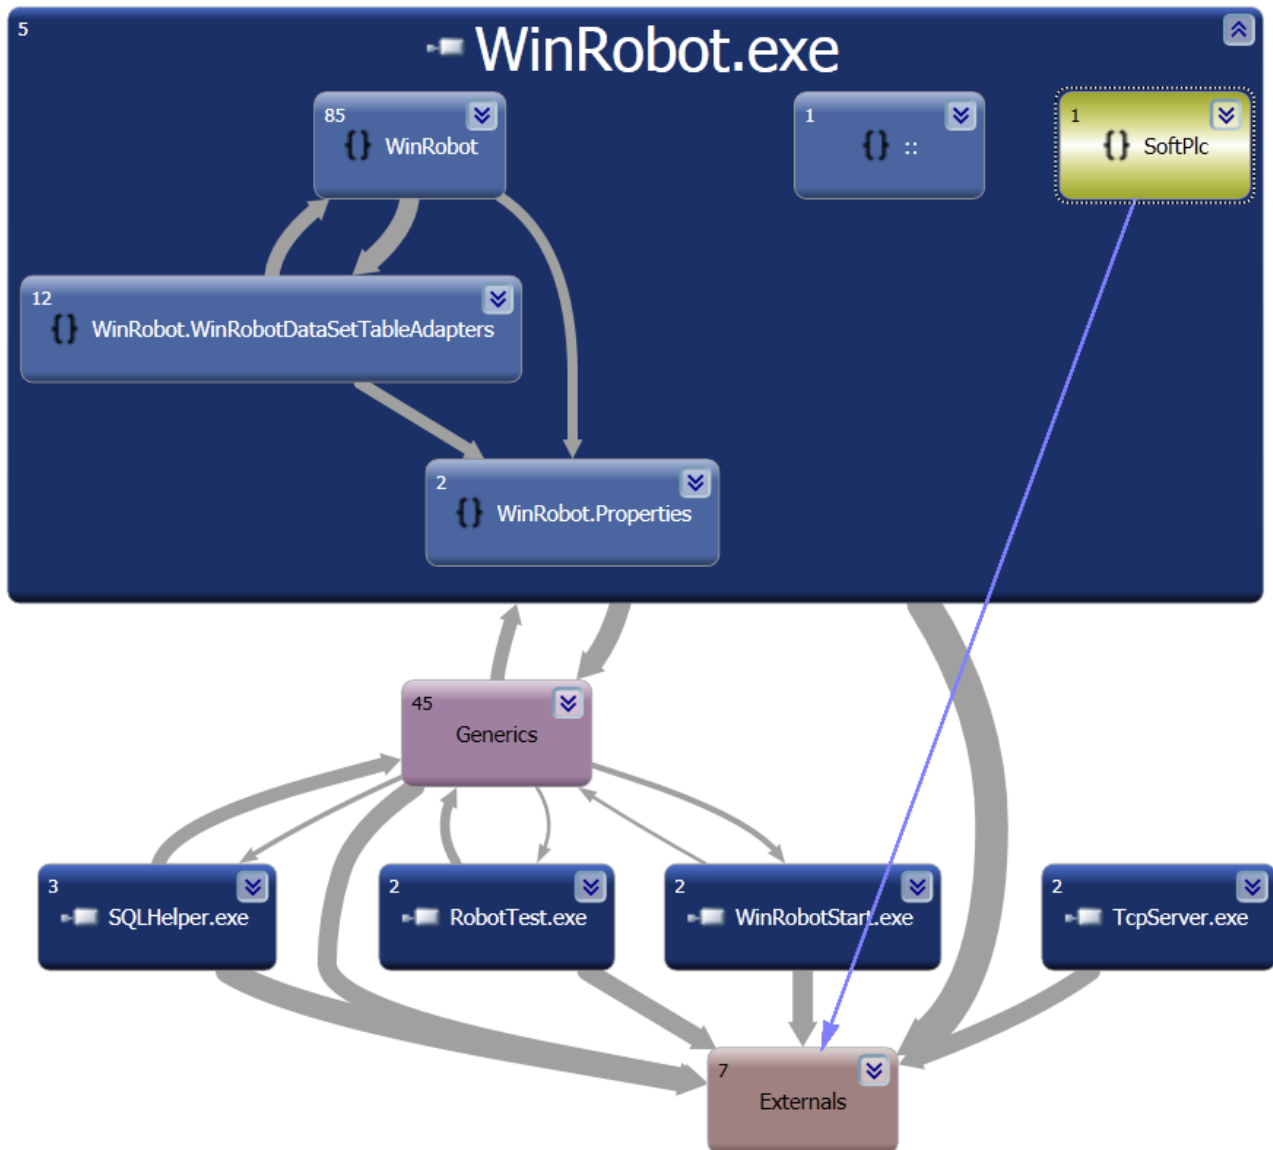 5
WinRobot.exe
85
WinRobot
1
::
1
SoftPlc
12
WinRobot.WinRobotDataSetTableAdapters
2
WinRobot.Properties
45
Generics
3
SQLHelper.exe
2
RobotTest.exe
2
WinRobotStart.exe
2
TcpServer.exe
7
Externals